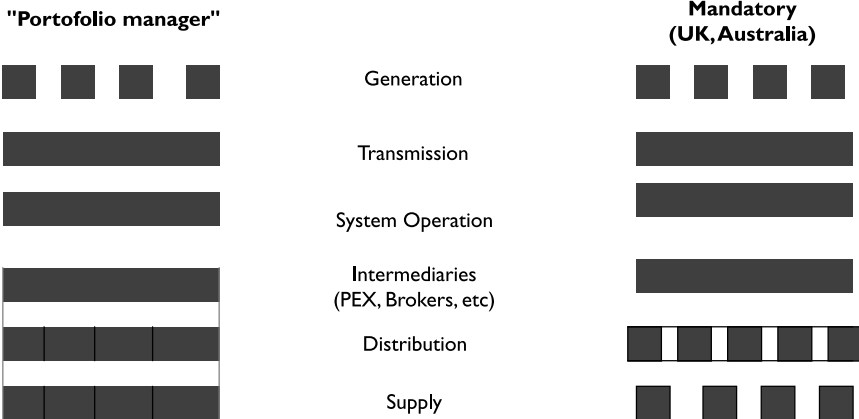 "Portofolio manager"
Mandatory
(UK, Australia)
Generation
Transmission
System Operation
Intermediaries
(PEX, Brokers, etc)
Distribution
Supply